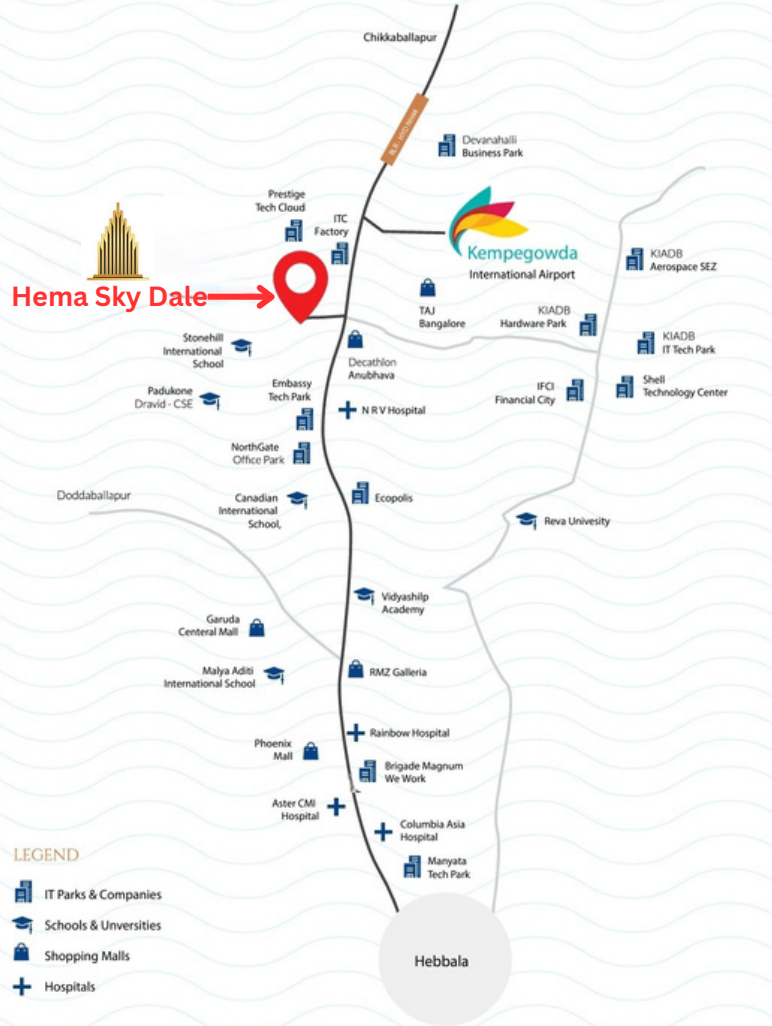 Chikkaballapur
BLR - HYD
Devanahalli
Business Park
Prestige
Tech Cloud
ITC
Factory
Kempegowda
International Airport
KIADB
Aerospace SEZ
Hema Sky Dale
TAJ
Bangalore
KIADB
Hardware Park
Stonehill
International
School
Decathlon
Anubhava
KIADB
IT Tech Park
Padukone
Dravid - CSE
Embassy
Tech Park
IFCI
Financial City
Shell
Technology Center
N R V Hospital
NorthGate
Office Park
Doddaballapur
Canadian
International
School,
Ecopolis
Reva Univesity
Vidyashilp
Academy
Garuda
Centeral Mall
Malya Aditi
International School
RMZ Galleria
Rainbow Hospital
Phoenix
Mall
Brigade Magnum
We Work
Aster CMI
Hospital
Columbia Asia
Hospital
Manyata
Tech Park
LEGEND
IT Parks & Companies
Schools & Unversities
Shopping Malls
Hospitals
Hebbala